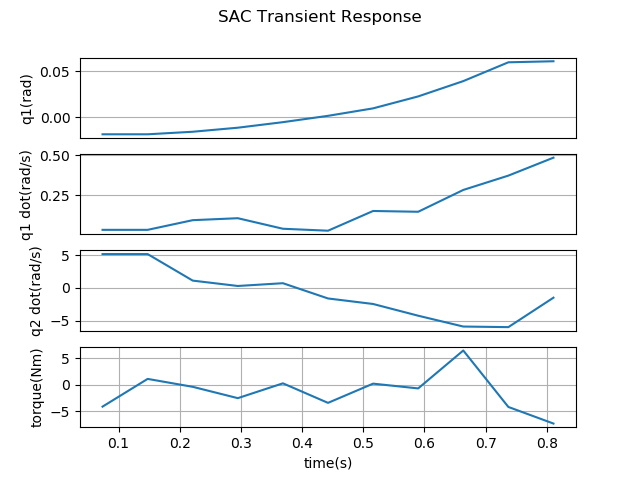 SAC Transient Response
q1(rad)
0.05
0.00
q1 dot(rad/s)
0.50
0.25
q2 dot(rad/s)
5
0
−5
torque(Nm)
5
0
−5
0.1 0.2 0.3 0.4 0.5 0.6 0.7 0.8
time(s)